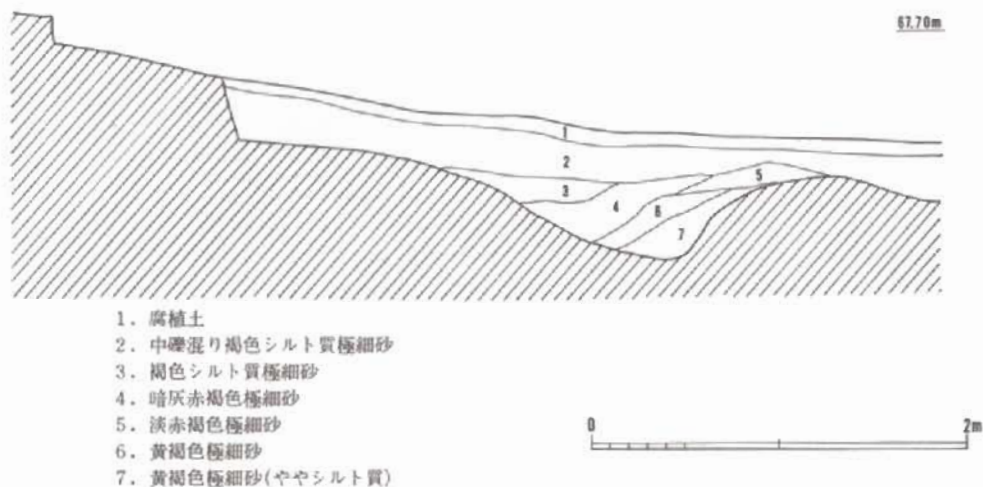 67.70m
1
2
3
4
5
6
7
1. 腐植土
2. 中礫混り褐色シルト質極細砂
3. 褐色シルト質極細砂
4. 暗灰赤褐色極細砂
5. 淡赤褐色極細砂
6. 黄褐色極細砂
7. 黄褐色極細砂(ややシルト質)
0 2m